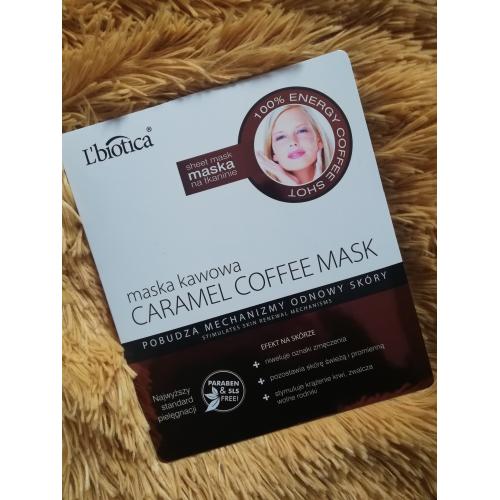 L'biotica®
100% ENERGY COFFEE SHOT
sheet mask
maska
na tkaninie
maska kawowa
CARAMEL COFFEE MASK
POBUDZA MECHANIZMY ODNOWY SKÓRY
STIMULATES SKIN RENEWAL MECHANISMS
EFEKT NA SKÓRZE
+ niweluje oznaki zmęczenia
+ pozostawia skórę świeżą i promienną
+ stymuluje krążenie krwi, zwalcza
wolne rodniki
Najwyższy
standard
pielęgnacji
PARABEN
& SLS
FREE!